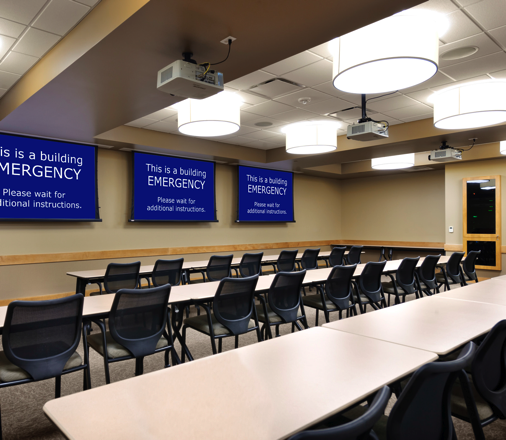 his is a building
EMERGENCY
Please wait for
dditional instructions.
This is a building
EMERGENCY
Please wait for
additional instructions.
This is a building
EMERGENCY
Please wait for
additional instructions.